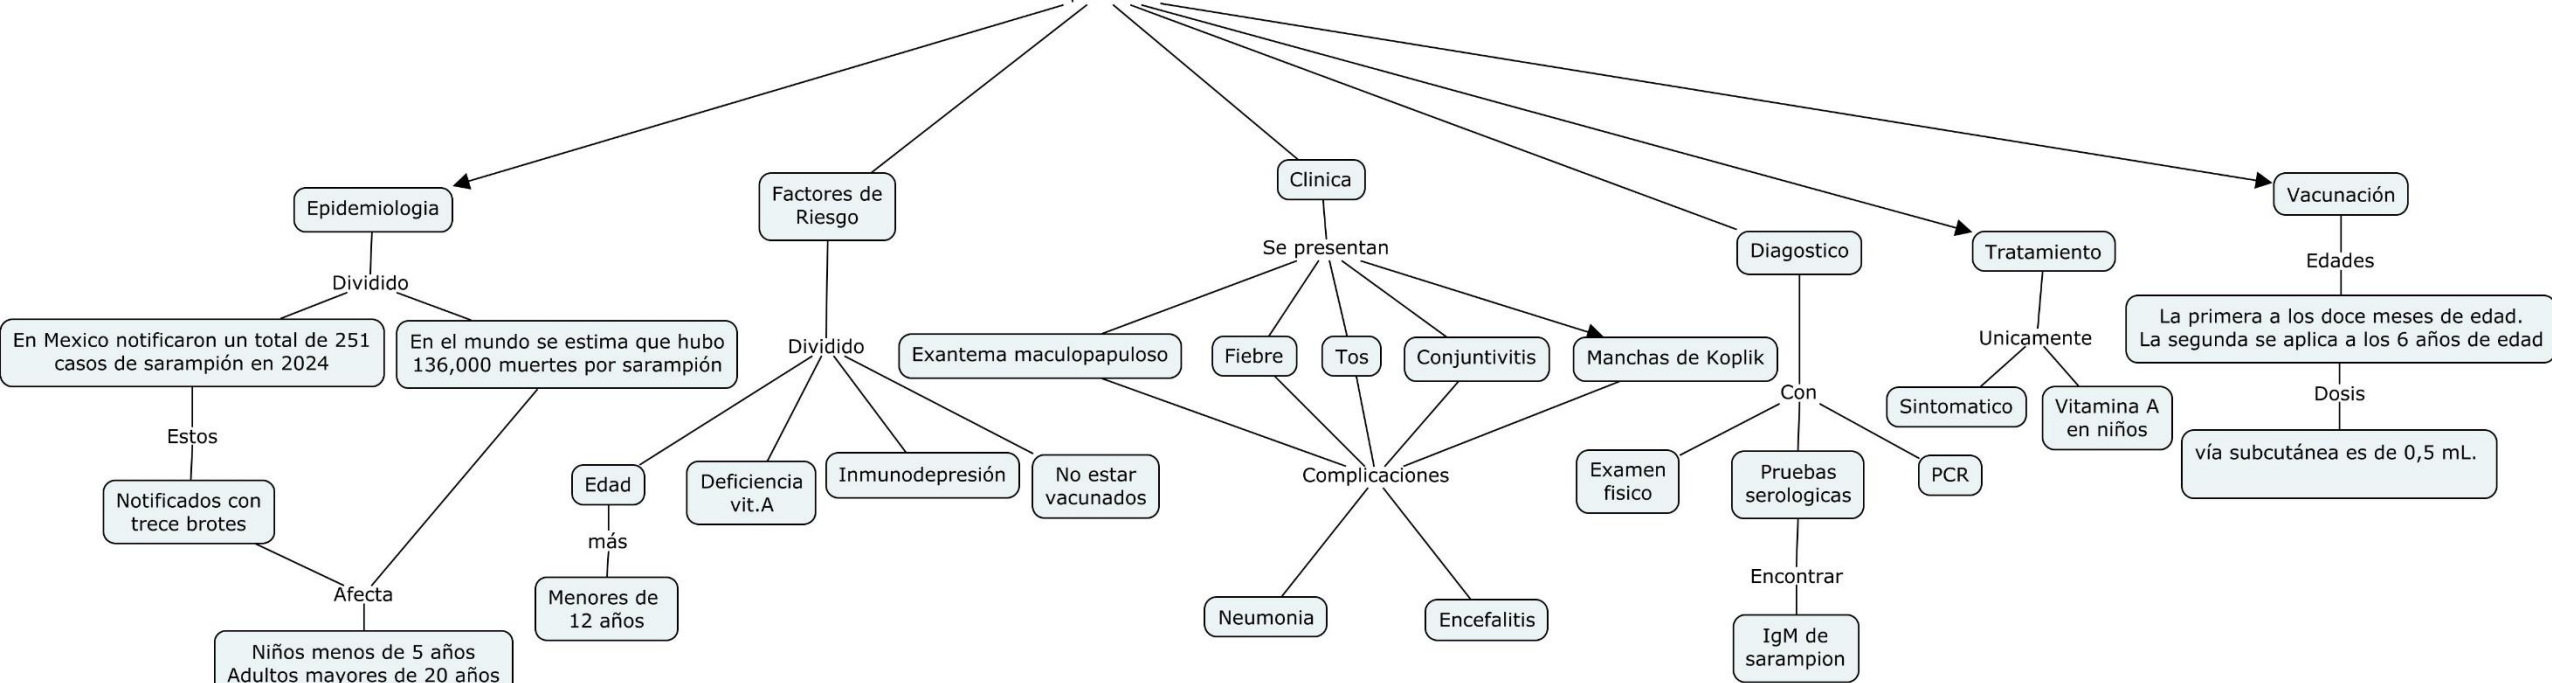 Epidemiologia
Dividido
En Mexico notificaron un total de 251
casos de sarampión en 2024
En el mundo se estima que hubo
136,000 muertes por sarampión
Estos
Notificados con
trece brotes
Afecta
Niños menos de 5 años
Adultos mayores de 20 años
Factores de
Riesgo
Dividido
Edad
más
Menores de
12 años
Deficiencia
vit.A
Inmunodepresión
No estar
vacunados
Clinica
Se presentan
Exantema maculopapuloso
Fiebre
Tos
Conjuntivitis
Manchas de Koplik
Complicaciones
Neumonia
Encefalitis
Diagostico
Con
Examen
fisico
Pruebas
serologicas
PCR
Encontrar
IgM de
sarampion
Tratamiento
Unicamente
Sintomatico
Vitamina A
en niños
Vacunación
Edades
La primera a los doce meses de edad.
La segunda se aplica a los 6 años de edad
Dosis
vía subcutánea es de 0,5 mL.